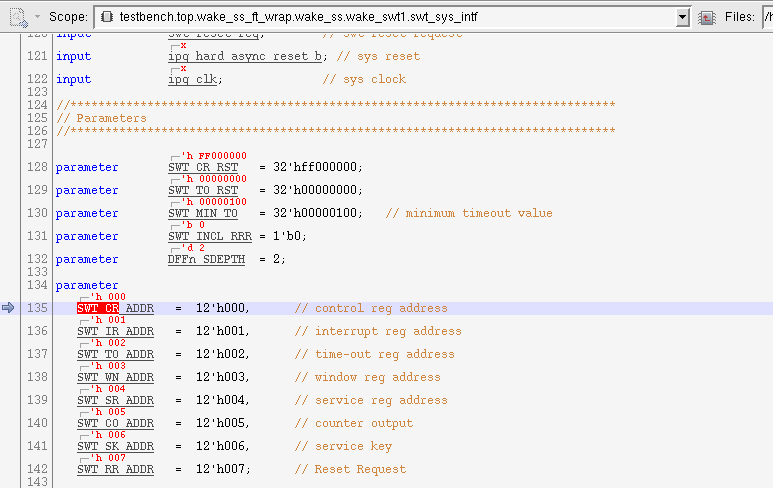 Scope: testbench.top.wake_ss_ft_wrap.wake_ss.wake_swt1.swt_sys_intf Files: /h
120 input swt_reset_req; // swt reset request
x
121 input ipg_hard_async_reset_b; // sys reset
x
122 input ipg_clk; // sys clock
123
124 //******************************************************************************
125 // Parameters
126 //******************************************************************************
127
'h FF000000
128 parameter SWT_CR_RST = 32'hff000000;
'h 00000000
129 parameter SWT_TO_RST = 32'h00000000;
'h 00000100
130 parameter SWT_MIN_TO = 32'h00000100; // minimum timeout value
'b 0
131 parameter SWT_INCL_RRR = 1'b0;
'd 2
132 parameter DFFn_SDEPTH = 2;
133
134 parameter
'h 000
135 SWT_CR_ADDR = 12'h000, // control reg address
'h 001
136 SWT_IR_ADDR = 12'h001, // interrupt reg address
'h 002
137 SWT_TO_ADDR = 12'h002, // time-out reg address
'h 003
138 SWT_WN_ADDR = 12'h003, // window reg address
'h 004
139 SWT_SR_ADDR = 12'h004, // service reg address
'h 005
140 SWT_CO_ADDR = 12'h005, // counter output
'h 006
141 SWT_SK_ADDR = 12'h006, // service key
'h 007
142 SWT_RR_ADDR = 12'h007; // Reset Request
143